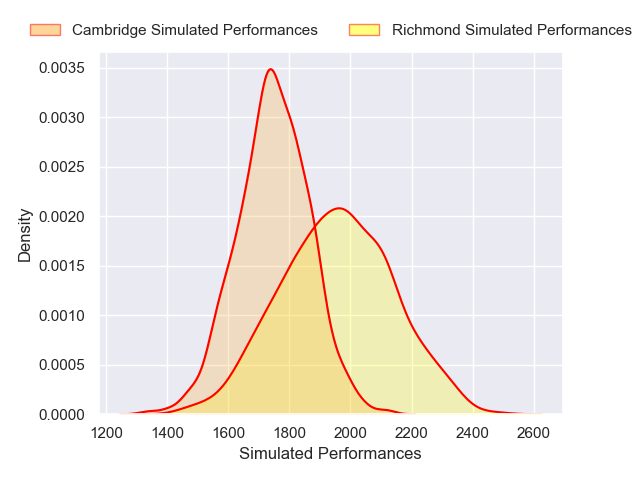 Cambridge Simulated Performances Richmond Simulated Performances
0.0035
0.0030
0.0025
0.0020
0.0015
0.0010
0.0005
0.0000
Density
1200 1400 1600 1800 2000 2200 2400 2600
Simulated Performances